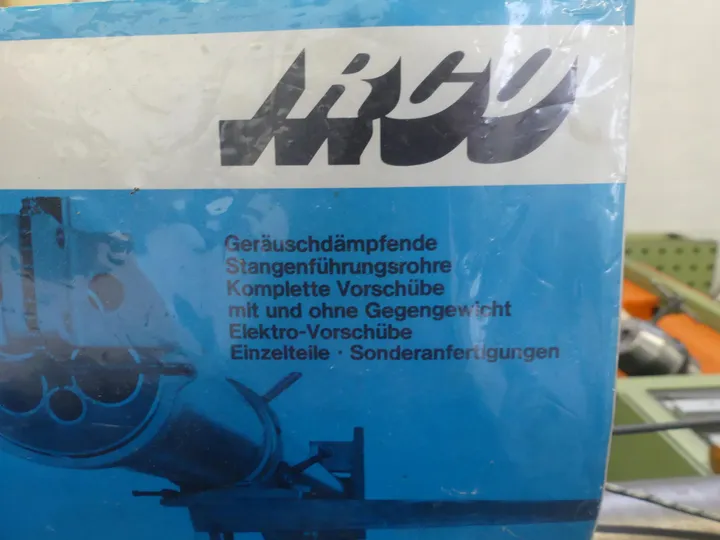 IRCO
Geräuschdämpfende
Stangenführungsrohre
Komplette Vorschübe
mit und ohne Gegengewicht
Elektro-Vorschübe
Einzelteile · Sonderanfertigungen